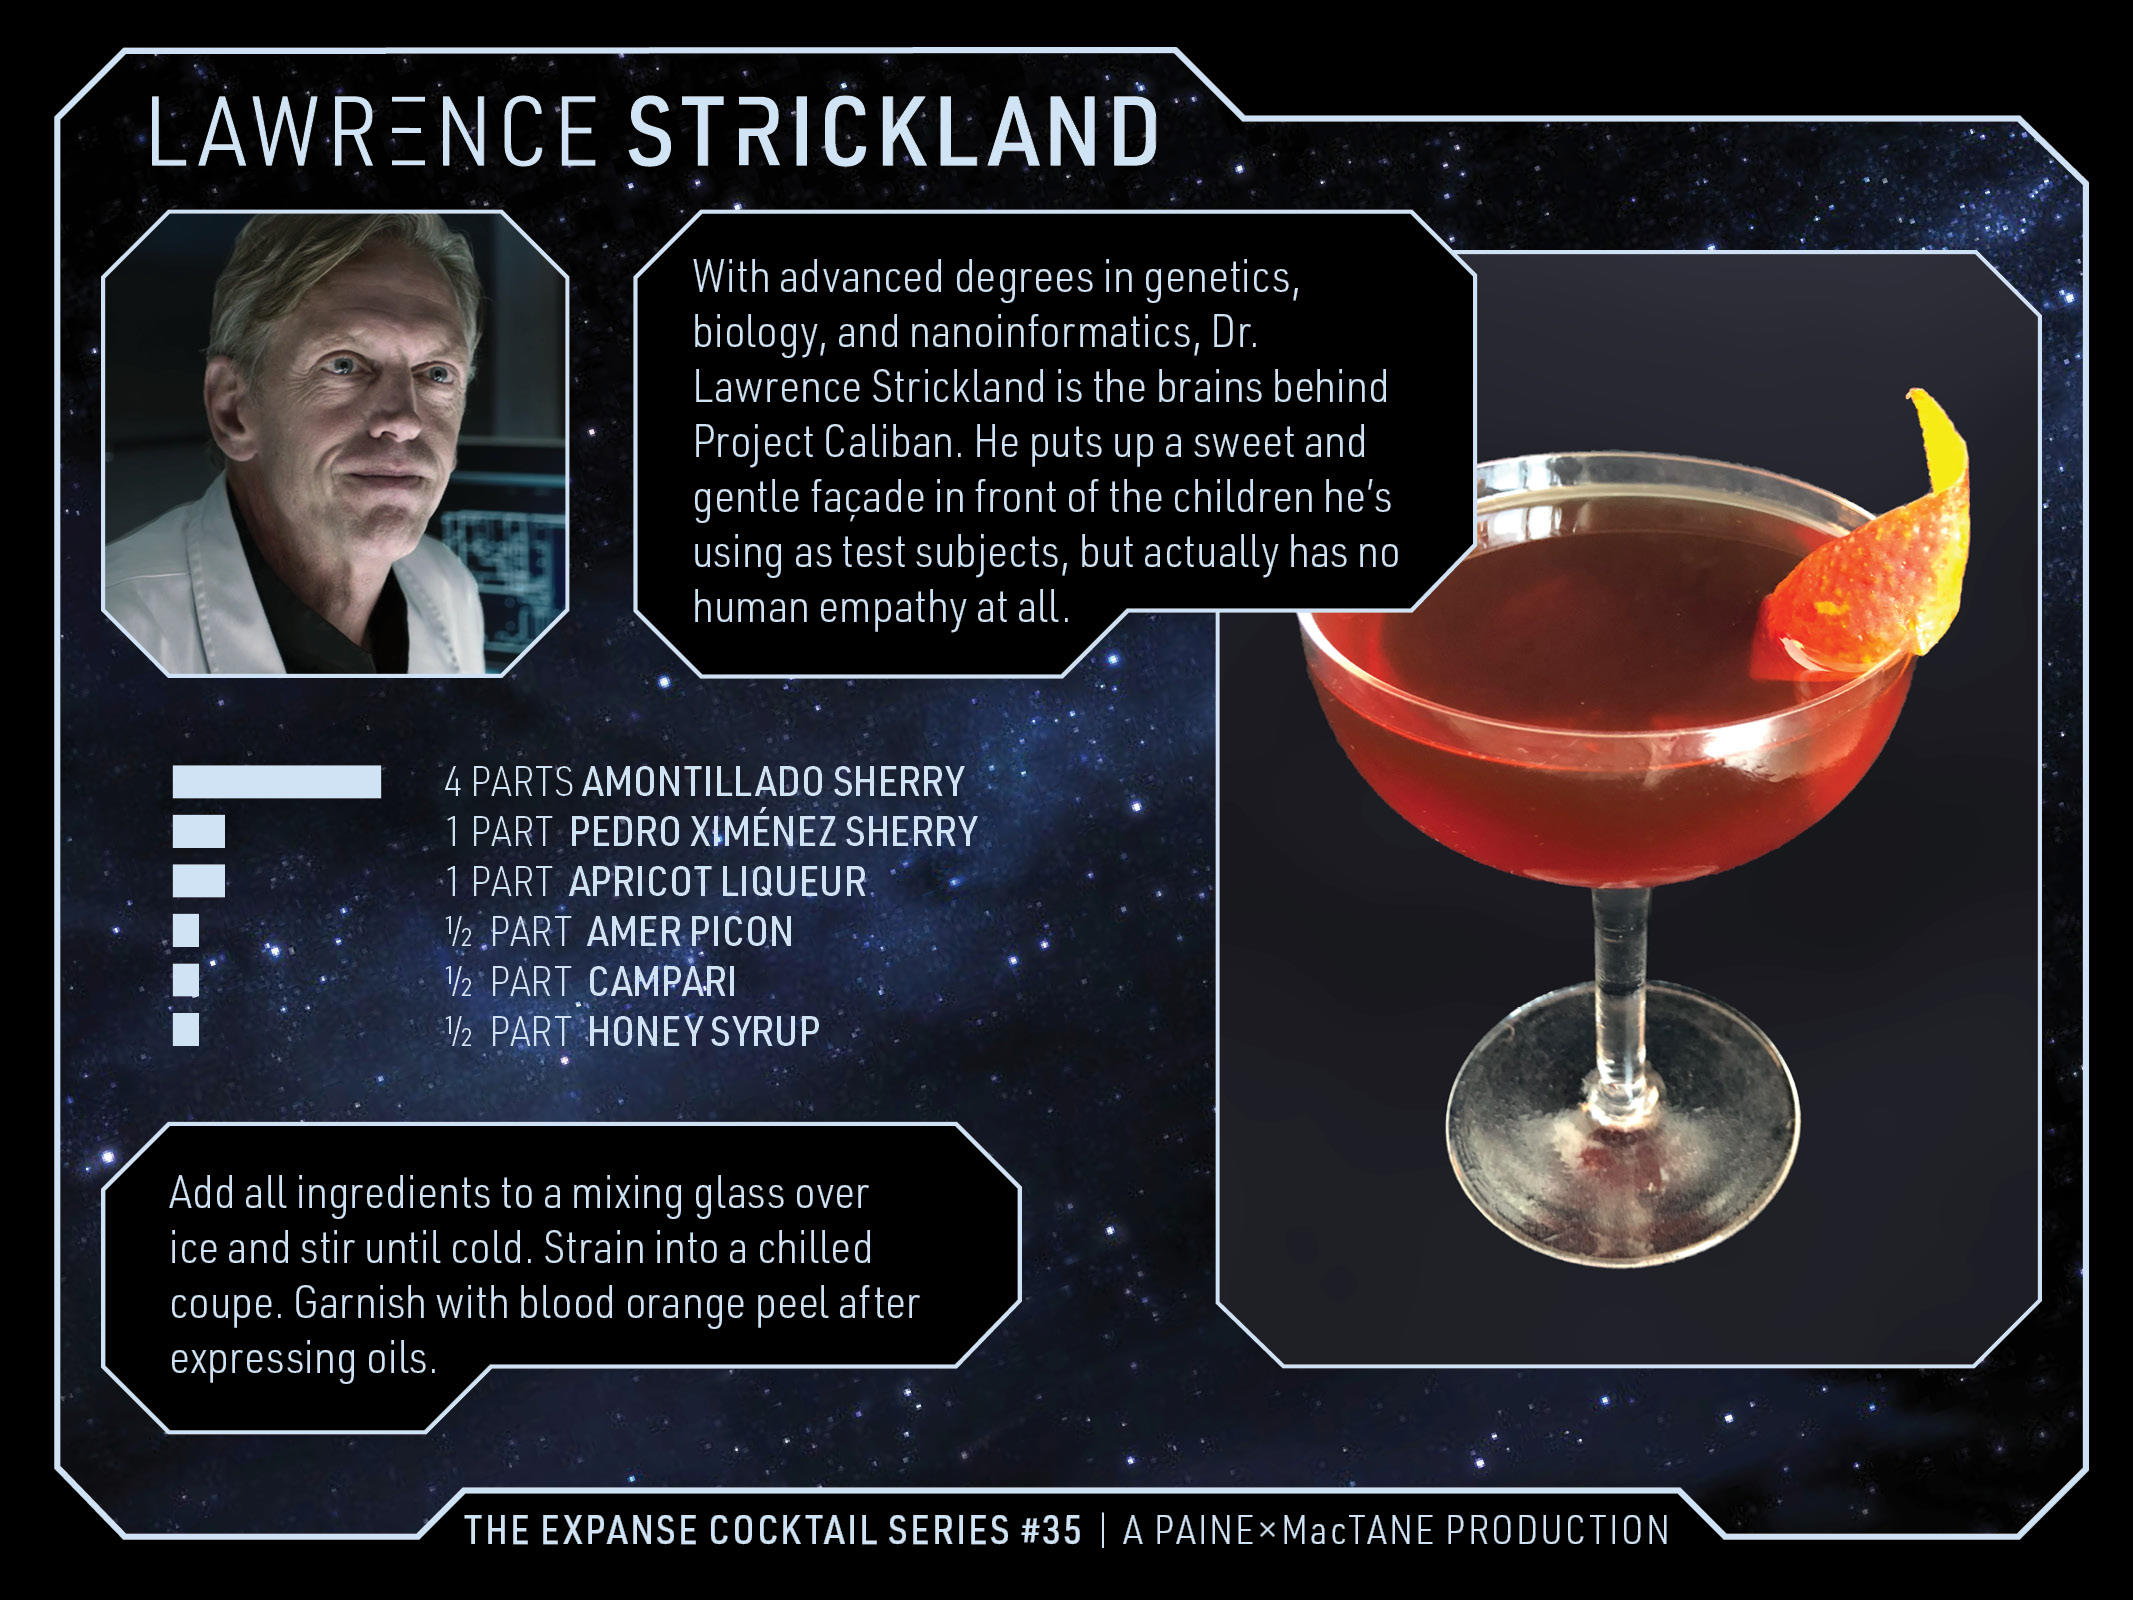 LAWRENCE STRICKLAND
With advanced degrees in genetics,
biology, and nanoinformatics, Dr.
Lawrence Strickland is the brains behind
Project Caliban. He puts up a sweet and
gentle façade in front of the children he's
using as test subjects, but actually has no
human empathy at all.
4 PARTS AMONTILLADO SHERRY
1 PART PEDRO XIMÉNEZ SHERRY
1 PART APRICOT LIQUEUR
½ PART AMER PICON
½ PART CAMPARI
½ PART HONEY SYRUP
Add all ingredients to a mixing glass over
ice and stir until cold. Strain into a chilled
coupe. Garnish with blood orange peel after
expressing oils.
THE EXPANSE COCKTAIL SERIES #35 | A PAINE×MacTANE PRODUCTION